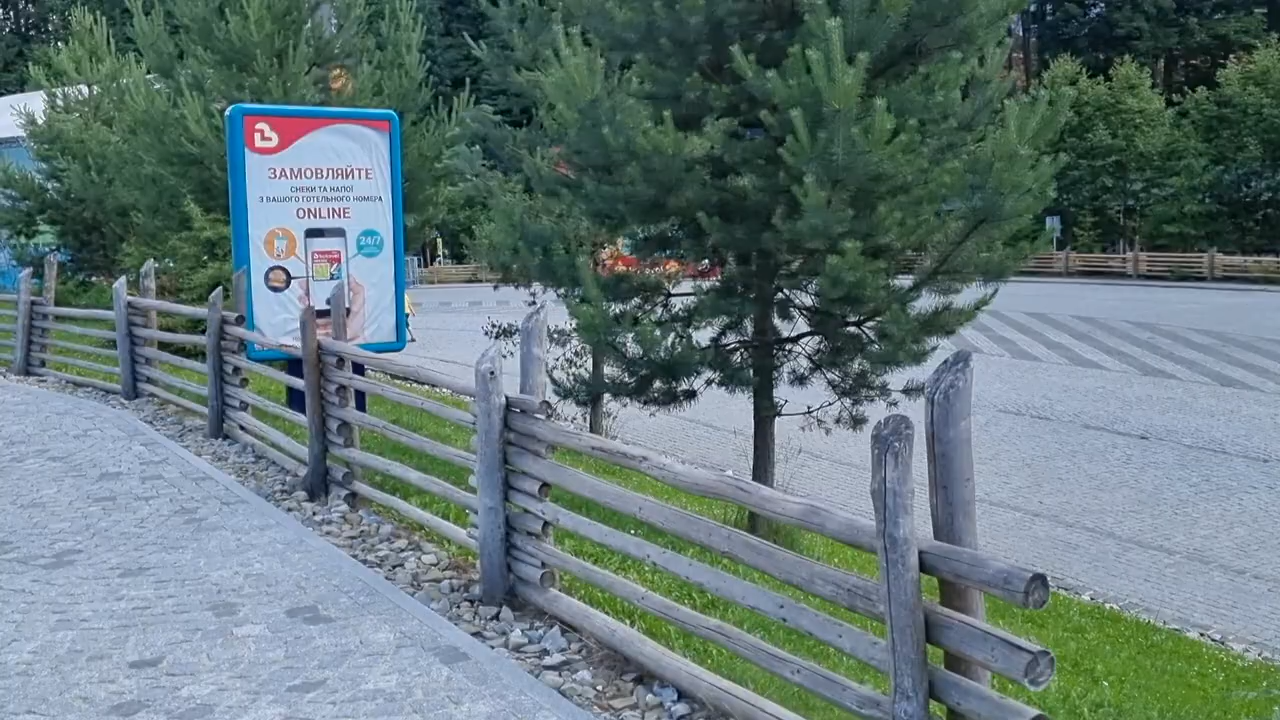 ЗАМОВЛЯЙТЕ
СНЕКИ ТА НАПОЇ
З ВАШОГО ГОТЕЛЬНОГО НОМЕРА
ONLINE
24/7